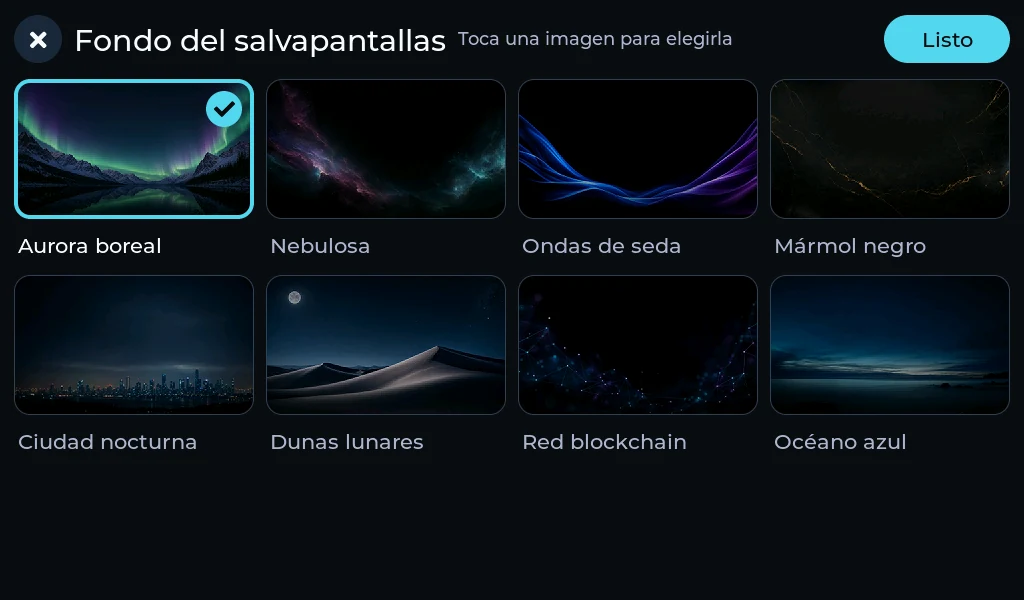 Fondo del salvapantallas Toca una imagen para elegirla Listo
Aurora boreal Nebulosa Ondas de seda Mármol negro
Ciudad nocturna Dunas lunares Red blockchain Océano azul